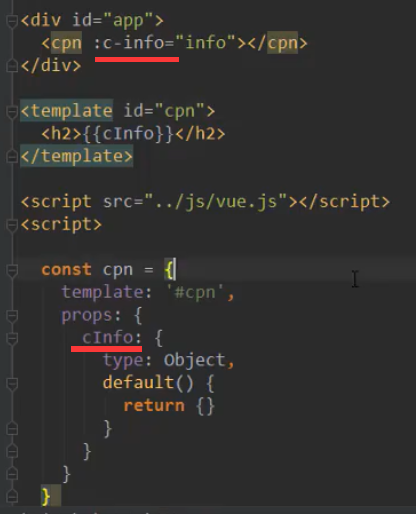 <div id="app">
<cpn :c-info="info"></cpn>
</div>
<template id="cpn">
<h2>{{cInfo}}</h2>
</template>
<script src="../js/vue.js"></script>
<script>
const cpn = {
template: '#cpn',
props: {
cInfo: {
type: Object,
default() {
return {}
}
}
}
}